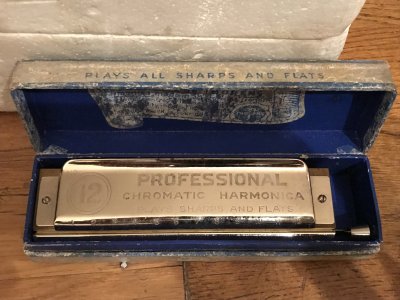 PLAYS ALL SHARPS AND FLATS
12
PROFESSIONAL
CHROMATIC HARMONICA
PLAYS SHARPS AND FLATS